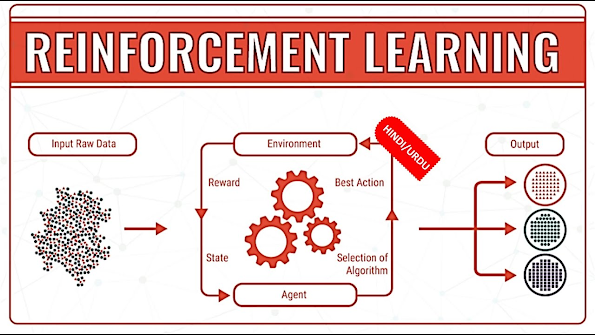 REINFORCEMENT LEARNING
Input Raw Data
Environment
HINDI/URDU
Output
Reward
Best Action
State
Selection of
Algorithm
Agent